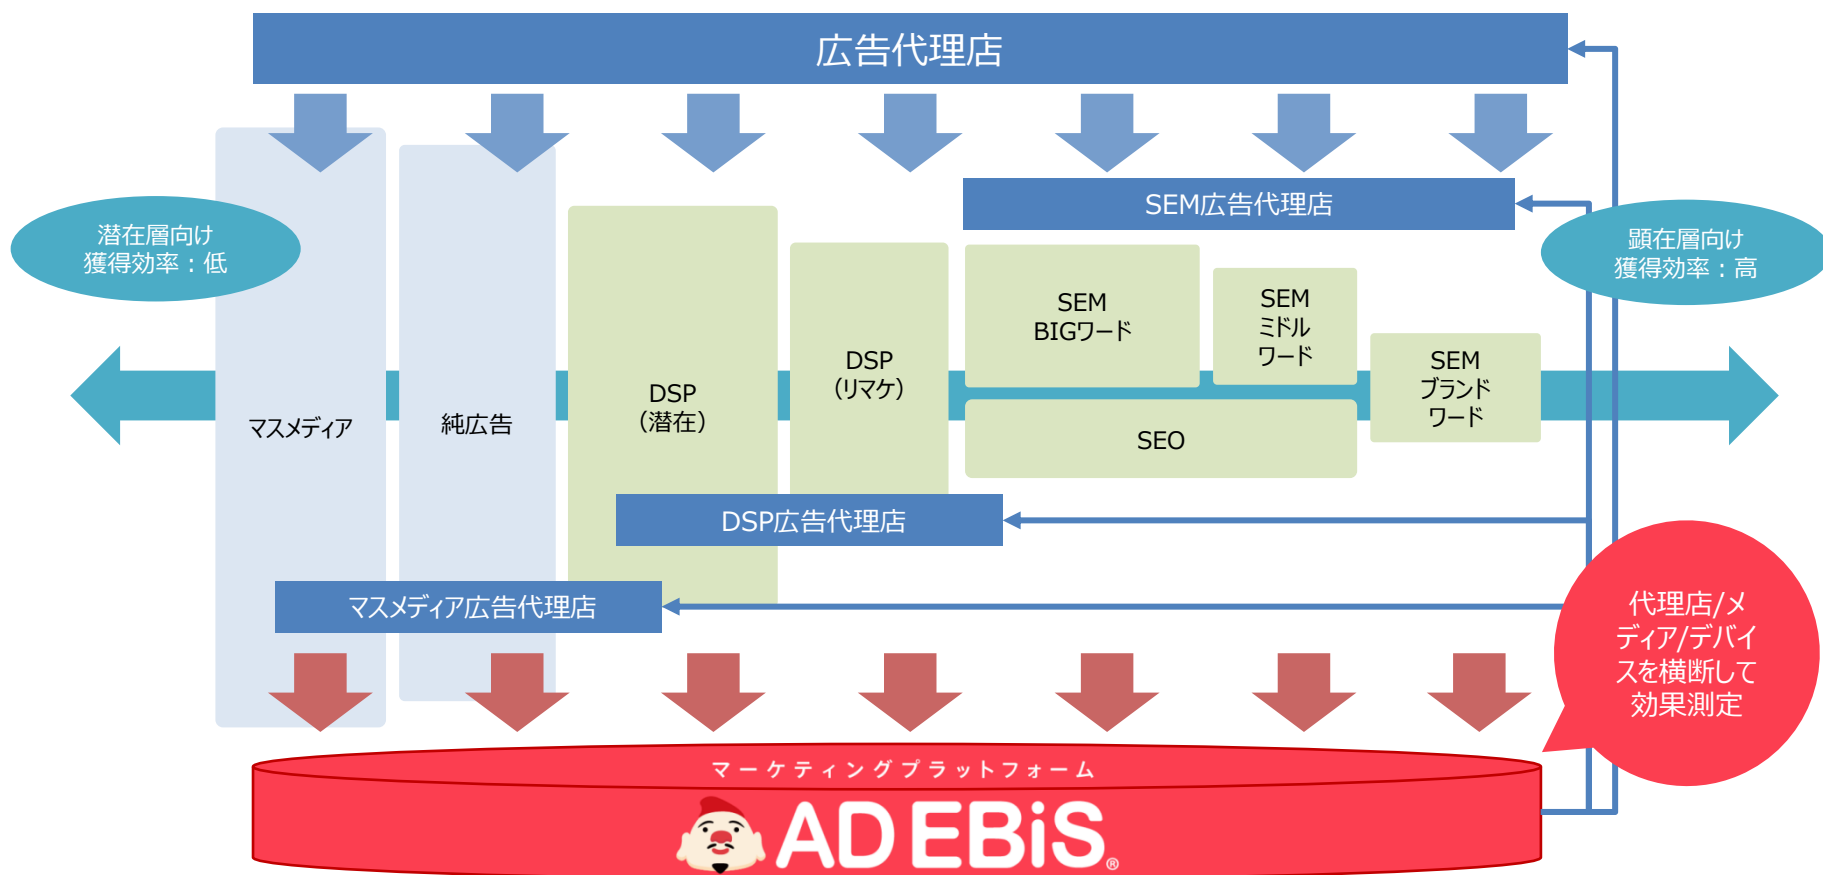 広告代理店
SEM広告代理店
潜在層向け
獲得効率：低
顕在層向け
獲得効率：高
マスメディア
純広告
DSP
（潜在）
DSP
（リマケ）
SEM
BIGワード
SEM
ミドル
ワード
SEM
ブランド
ワード
SEO
DSP広告代理店
マスメディア広告代理店
代理店/メ
ディア/デバイ
スを横断して
効果測定
マーケティングプラットフォーム
AD EBiS®